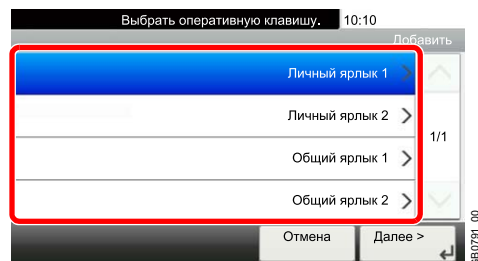 Выбрать оперативную клавишу. 10:10
Добавить
Личный ярлык 1
Личный ярлык 2
1/1
Общий ярлык 1
Общий ярлык 2
Отмена Далее >
GB0791_00